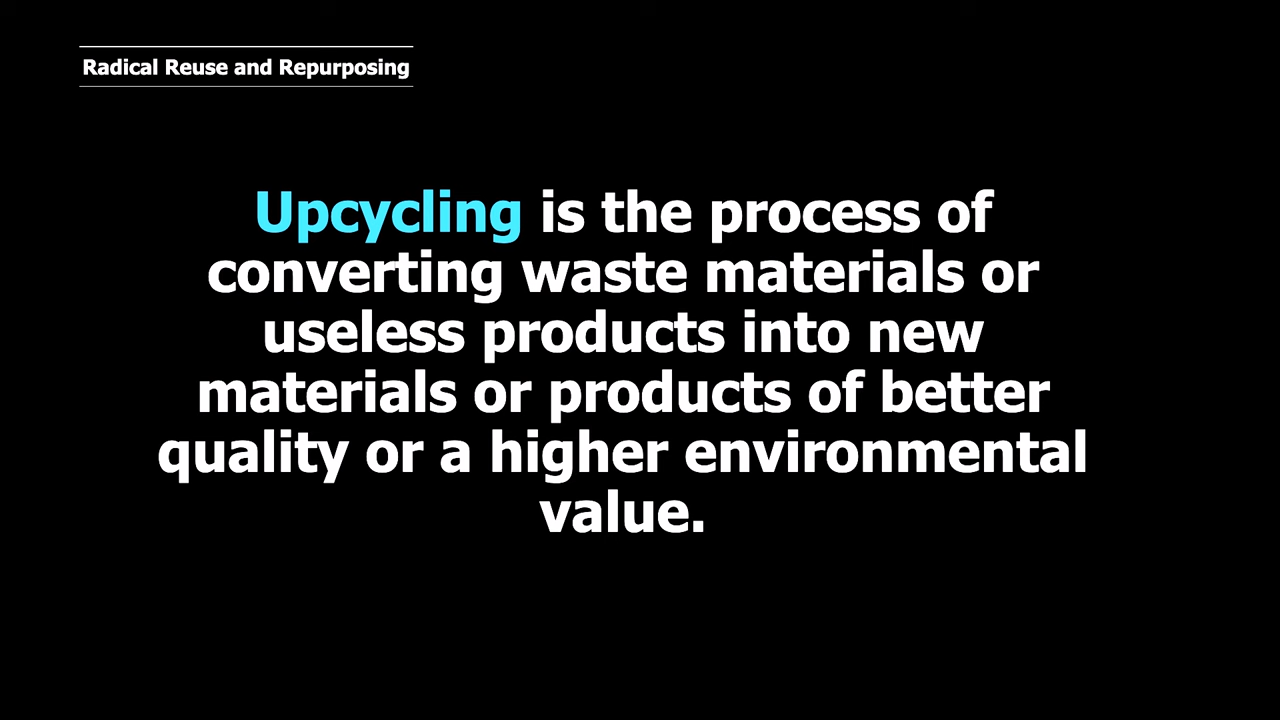 Radical Reuse and Repurposing
Upcycling is the process of
converting waste materials or
useless products into new
materials or products of better
quality or a higher environmental
value.